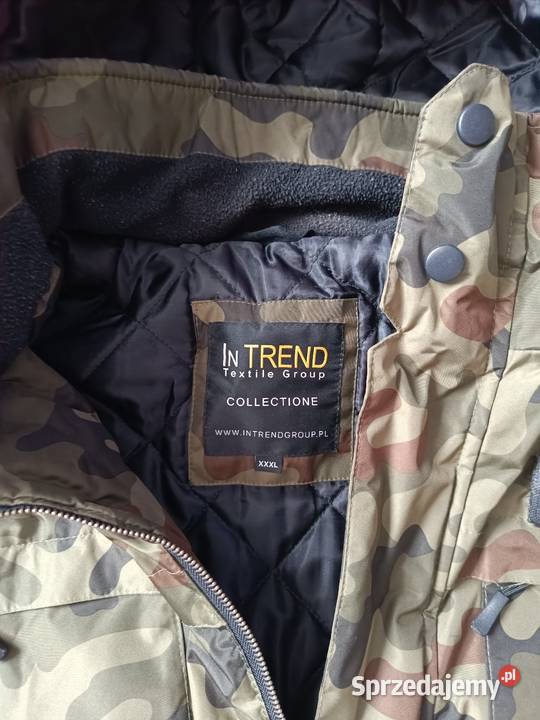 IN TREND
Textile Group
COLLECTIONE
WWW.INTRENDGROUP.PL
XXXL
Sprzedajemy.pl